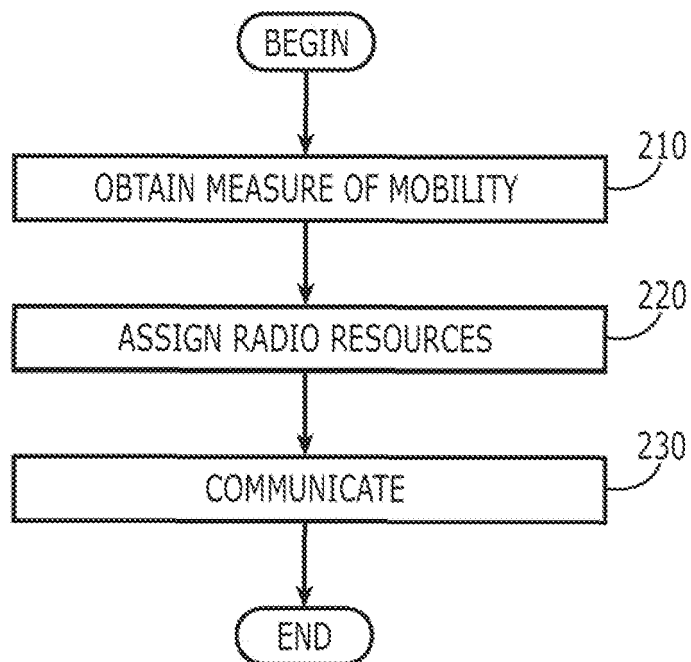 BEGIN
210
OBTAIN MEASURE OF MOBILITY
220
ASSIGN RADIO RESOURCES
230
COMMUNICATE
END